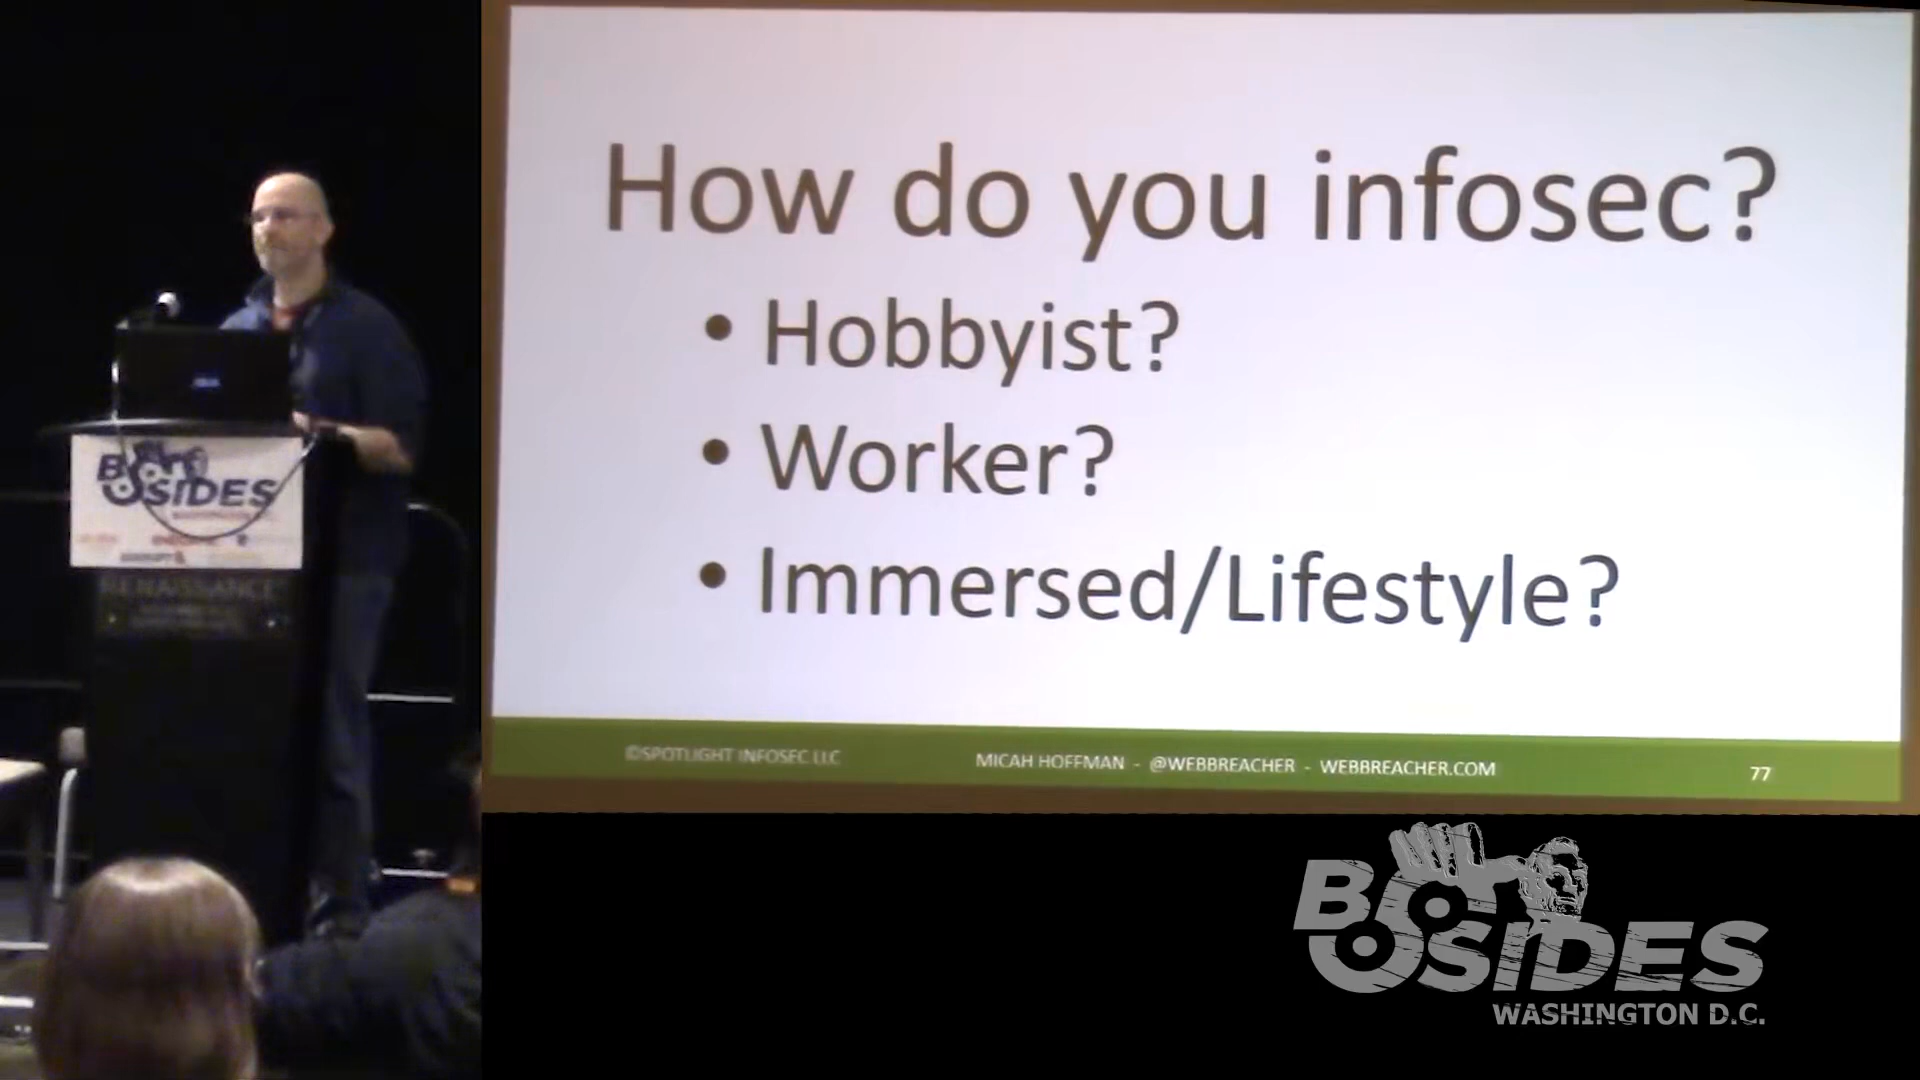 How do you infosec?
• Hobbyist?
• Worker?
• Immersed/Lifestyle?
©SPOTLIGHT INFOSEC LLC
MICAH HOFFMAN - @WEBBREACHER - WEBBREACHER.COM
77
BSIDES
RENAISSANCE
BSIDES
WASHINGTON D.C.